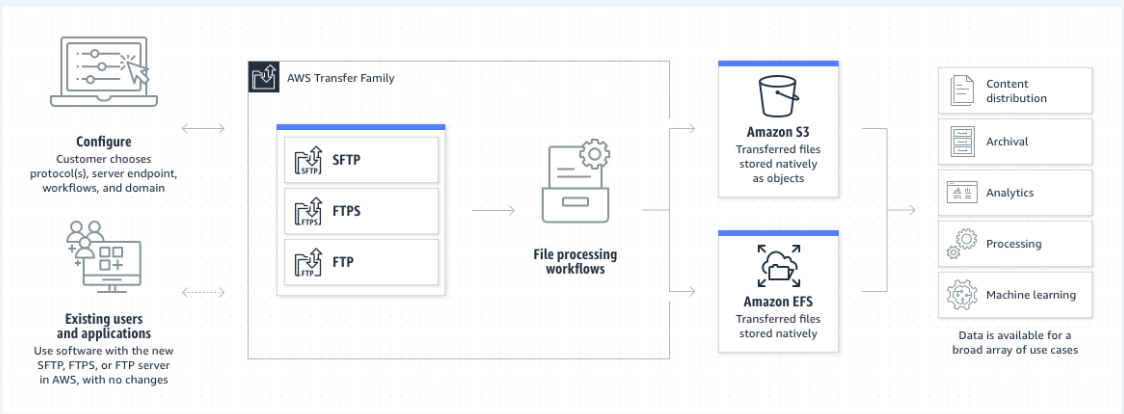 Configure
Customer chooses
protocol(s), server endpoint,
workflows, and domain
Existing users
and applications
Use software with the new
SFTP, FTPS, or FTP server
in AWS, with no changes
AWS Transfer Family
SFTP
SFTP
FTPS
FTPS
FTP
FTP
File processing
workflows
Amazon S3
Transferred files
stored natively
as objects
Amazon EFS
Transferred files
stored natively
Content
distribution
Archival
Analytics
Processing
Machine learning
Data is available for a
broad array of use cases